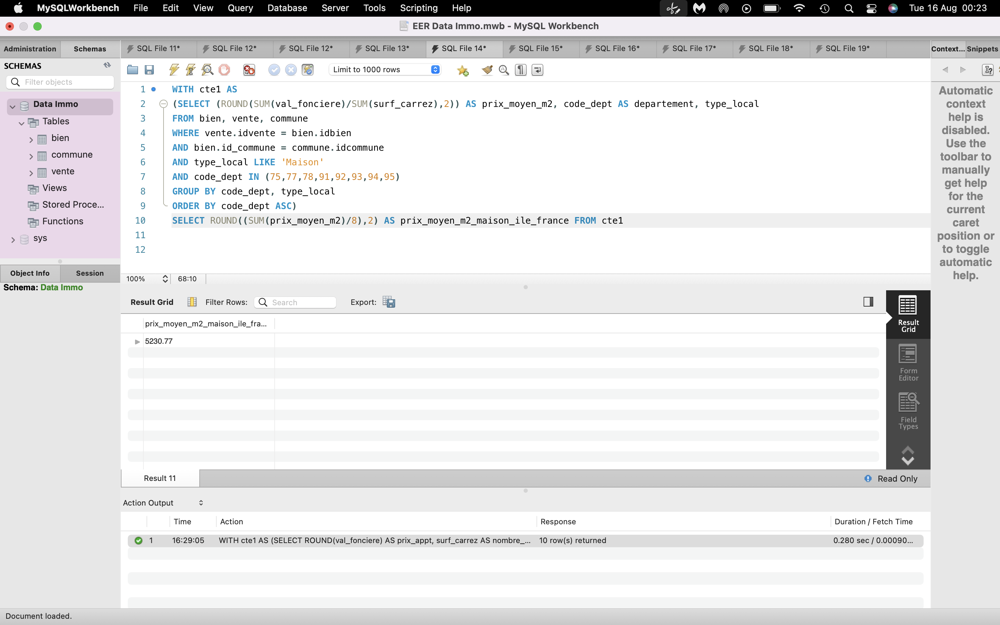 MySQLWorkbench File Edit View Query Database Server Tools Scripting Help Tue 16 Aug 00:23
EER Data Immo.mwb - MySQL Workbench
Administration Schemas SQL File 11* SQL File 12* SQL File 12* SQL File 13* SQL File 14* SQL File 15* SQL File 16* SQL File 17* SQL File 18* SQL File 19* Context... Snippets
SCHEMAS
Filter objects
Data Immo
Tables
bien
commune
vente
Views
Stored Proce...
Functions
sys
Object Info Session
Schema: Data Immo
Limit to 1000 rows
1 WITH cte1 AS
2 (SELECT (ROUND(SUM(val_fonciere)/SUM(surf_carrez),2)) AS prix_moyen_m2, code_dept AS departement, type_local
3 FROM bien, vente, commune
4 WHERE vente.idvente = bien.idbien
5 AND bien.id_commune = commune.idcommune
6 AND type_local LIKE 'Maison'
7 AND code_dept IN (75,77,78,91,92,93,94,95)
8 GROUP BY code_dept, type_local
9 ORDER BY code_dept ASC)
10 SELECT ROUND((SUM(prix_moyen_m2)/8),2) AS prix_moyen_m2_maison_ile_france FROM cte1
11
12
100% 68:10
Result Grid Filter Rows: Search Export:
prix_moyen_m2_maison_ile_fra...
5230.77
Result
Grid
Form
Editor
Field
Types
Result 11 Read Only
Action Output
Time Action Response Duration / Fetch Time
1 16:29:05 WITH cte1 AS (SELECT ROUND(val_fonciere) AS prix_appt, surf_carrez AS nombre_... 10 row(s) returned 0.280 sec / 0.00090...
Automatic
context
help is
disabled.
Use the
toolbar to
manually
get help
for the
current
caret
position or
to toggle
automatic
help.
Document loaded.